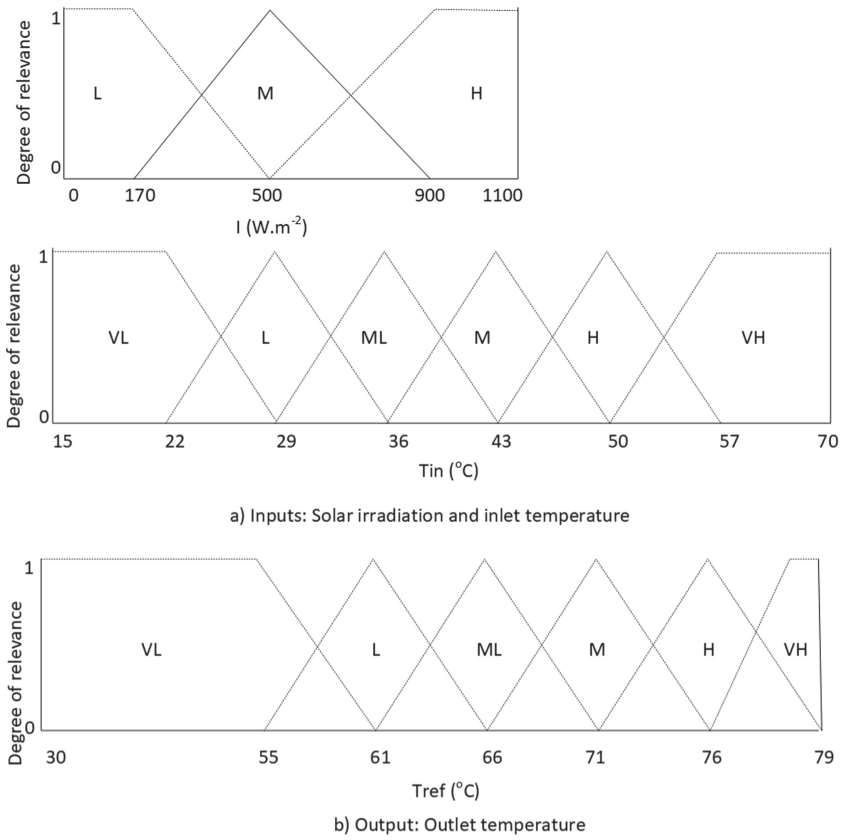 1
Degree of relevance
L M H
0
0 170 500 900 1100
I (W.m-2)
1
Degree of relevance
VL L ML M H VH
0
15 22 29 36 43 50 57 70
Tin (oC)
a) Inputs: Solar irradiation and inlet temperature
1
Degree of relevance
VL L ML M H VH
0
30 55 61 66 71 76 79
Tref (oC)
b) Output: Outlet temperature